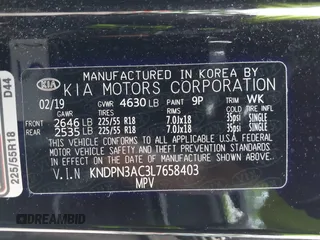 MANUFACTURED IN KOREA BY
KIA KIA MOTORS CORPORATION
02/19 GVWR 4630 LB PAINT 9P TRIM WK
GAWR TIRE RIM COLD INFL
FRONT 2646 LB 225/55 R18 7.0Jx18 35psi SINGLE
REAR 2535 LB 225/55 R18 7.0Jx18 35psi SINGLE
THIS VEHICLE CONFORMS TO ALL APPLICABLE U.S.A. FEDERAL
MOTOR VEHICLE SAFETY AND THEFT PREVENTION STANDARDS
IN EFFECT ON THE DATE OF MANUFACTURE SHOWN ABOVE.
V.I.N KNDPN3AC3L7658403
MPV
D44
225/55R18
DREAMBID